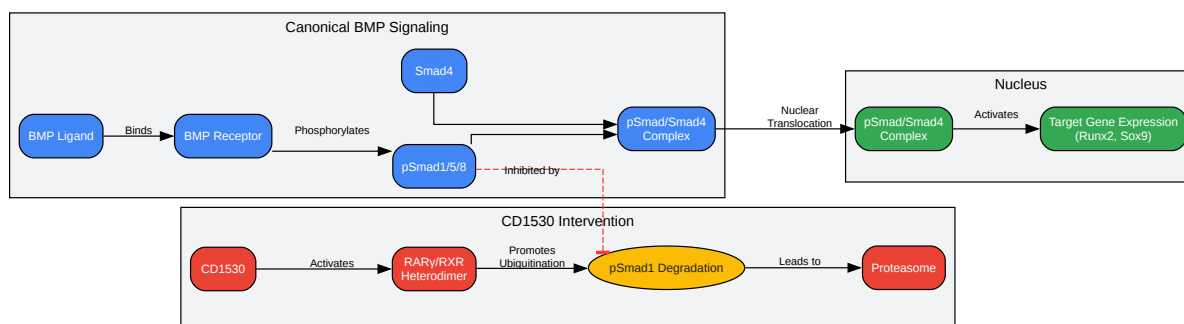 Canonical BMP Signaling
Smad4
BMP Ligand
Binds
BMP Receptor
Phosphorylates
pSmad1/5/8
Inhibited by
pSmad/Smad4
Complex
Nuclear
Translocation
Nucleus
pSmad/Smad4
Complex
Activates
Target Gene Expression
(Runx2, Sox9)
CD1530 Intervention
CD1530
Activates
RARγ/RXR
Heterodimer
Promotes
Ubiquitination
pSmad1 Degradation
Leads to
Proteasome